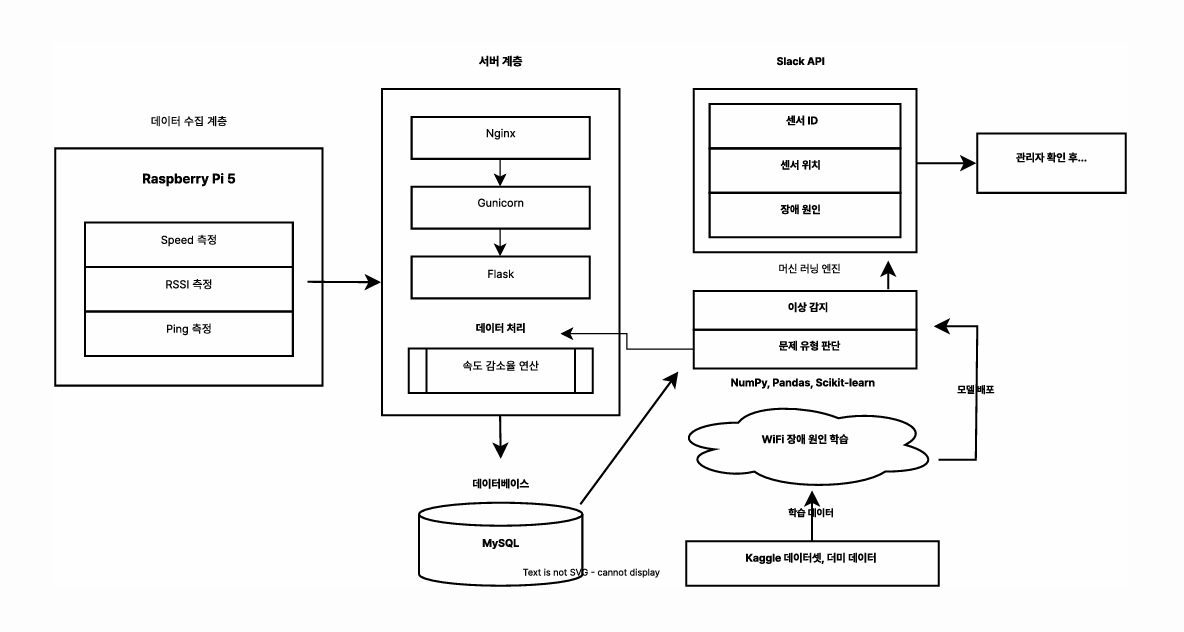 데이터 수집 계층
Raspberry Pi 5
Speed 측정
RSSI 측정
Ping 측정
서버 계층
Nginx
Gunicorn
Flask
데이터 처리
속도 감소율 연산
데이터베이스
MySQL
Text is not SVG - cannot display
Slack API
센서 ID
센서 위치
장애 원인
관리자 확인 후...
머신 러닝 엔진
이상 감지
문제 유형 판단
NumPy, Pandas, Scikit-learn
모델 배포
WiFi 장애 원인 학습
학습 데이터
Kaggle 데이터셋, 더미 데이터